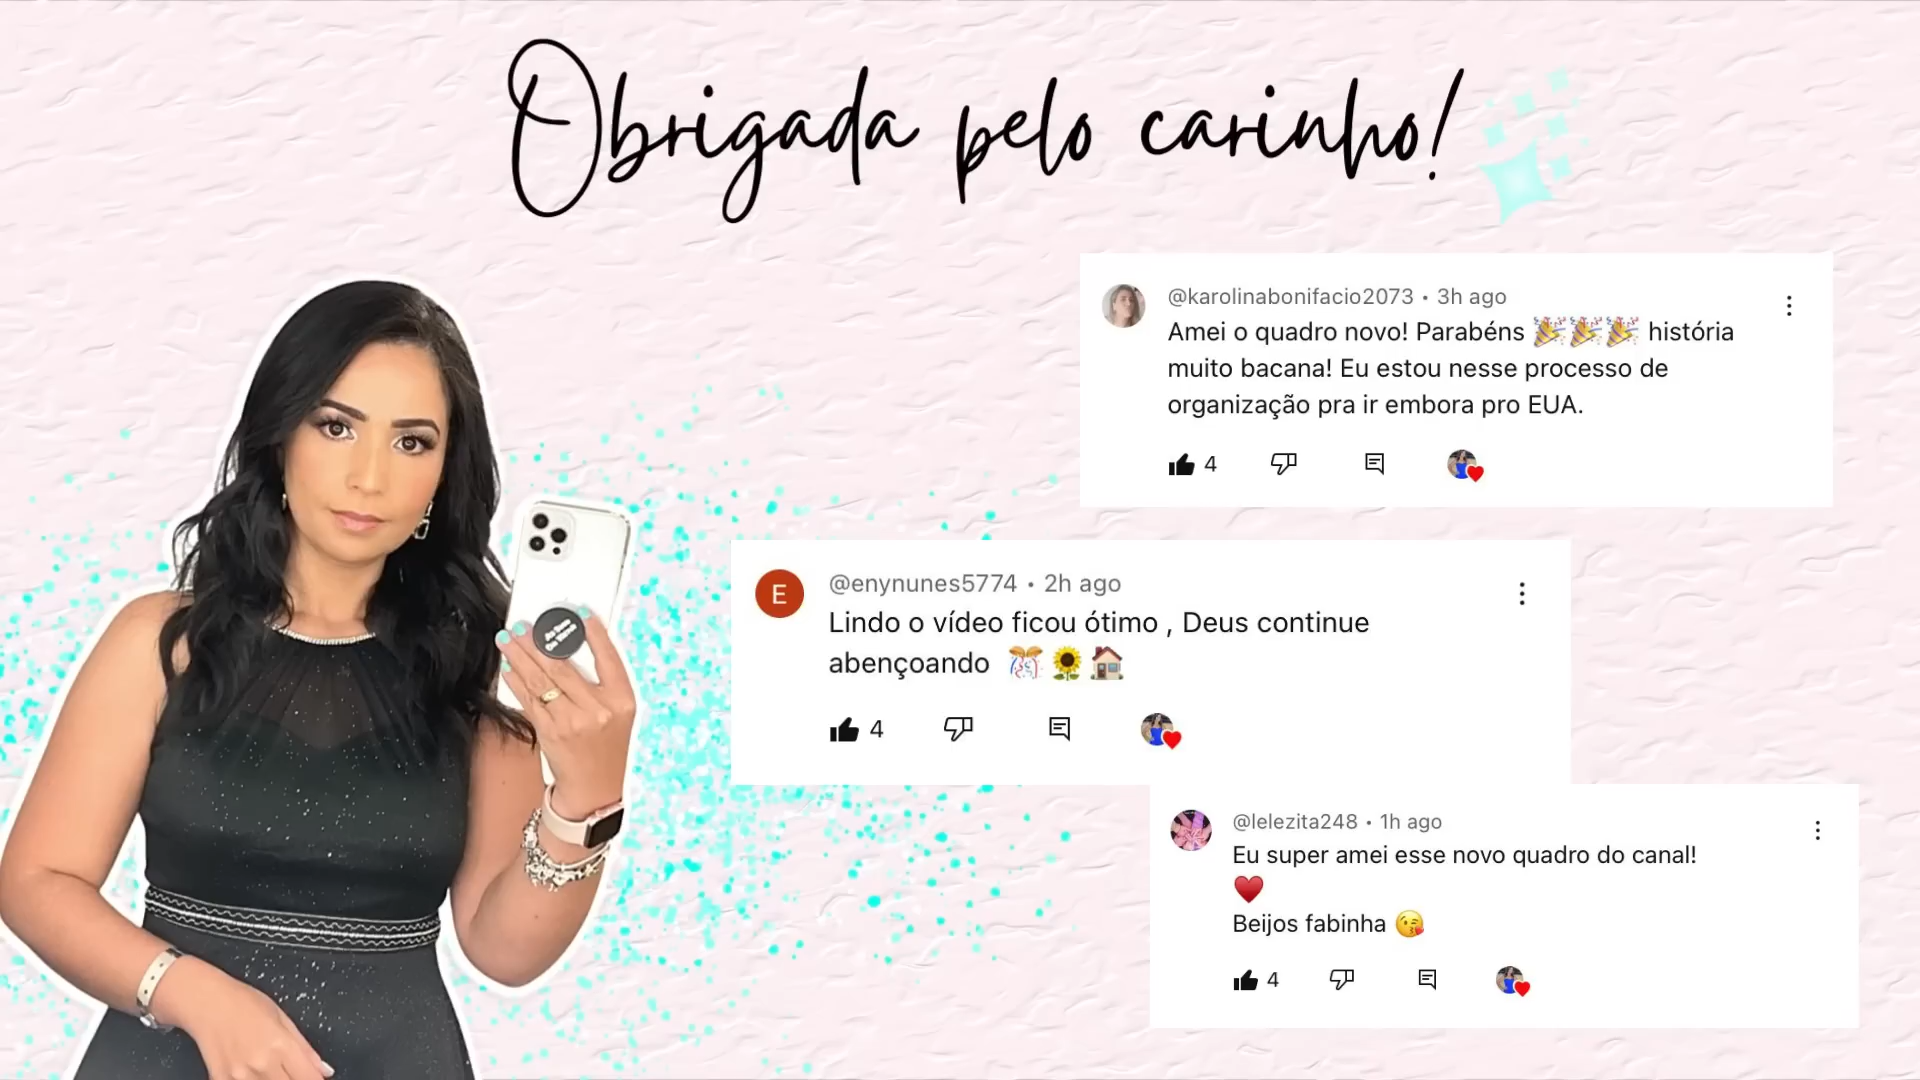 Obrigada pelo carinho!
@karolinabonifacio2073 • 3h ago
Amei o quadro novo! Parabéns 🎉🎉🎉 história
muito bacana! Eu estou nesse processo de
organização pra ir embora pro EUA.
4
E
@enynunes5774 • 2h ago
Lindo o vídeo ficou ótimo , Deus continue
abençoando 🎊🌻🏠
4
@lelezita248 • 1h ago
Eu super amei esse novo quadro do canal!
♥️
Beijos fabinha 😘
4